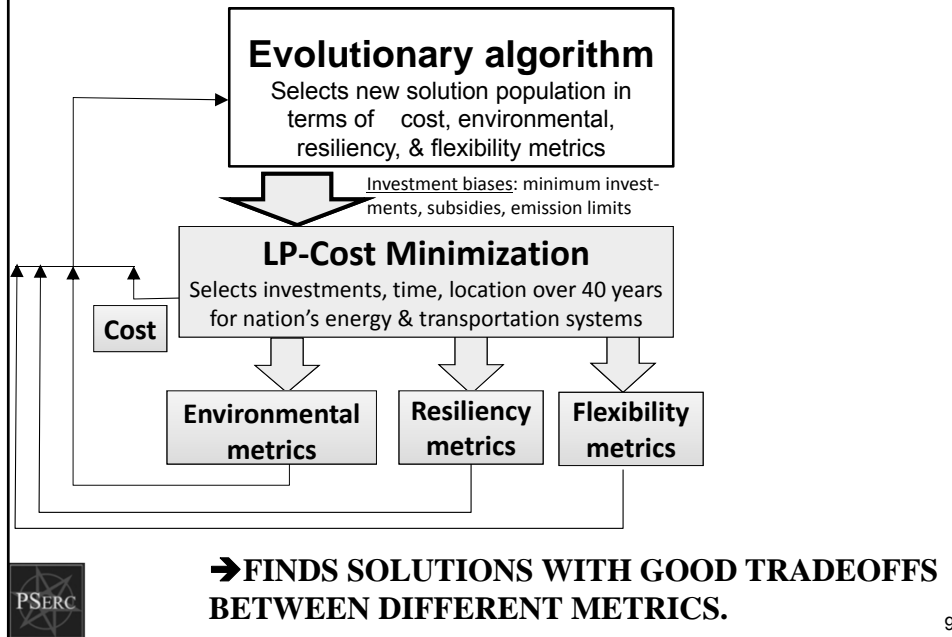 Evolutionary algorithm
Selects new solution population in
terms of cost, environmental,
resiliency, & flexibility metrics
Investment biases: minimum invest-
ments, subsidies, emission limits
LP-Cost Minimization
Selects investments, time, location over 40 years
for nation's energy & transportation systems
Cost
Environmental
metrics
Resiliency
metrics
Flexibility
metrics
➔FINDS SOLUTIONS WITH GOOD TRADEOFFS
BETWEEN DIFFERENT METRICS.
PSERC
9